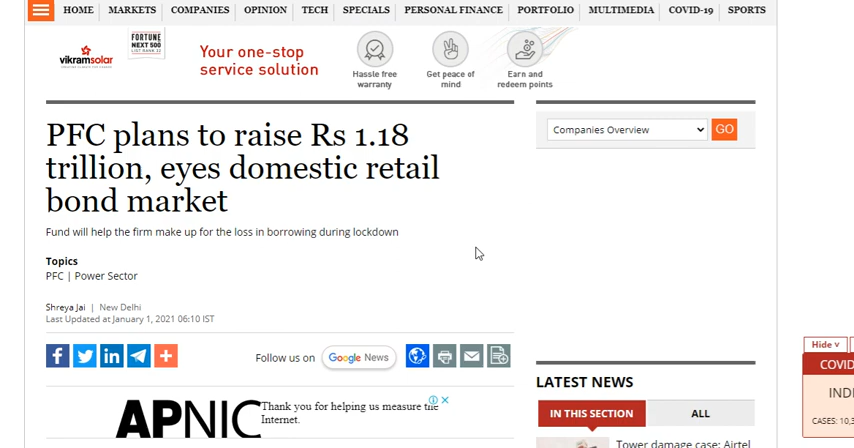 HOME MARKETS COMPANIES OPINION TECH SPECIALS PERSONAL FINANCE PORTFOLIO MULTIMEDIA COVID-19 SPORTS
vikramsolar
FORTUNE
NEXT 500
Your one-stop
service solution
Hassle free
warranty
Get peace of
mind
Earn and
redeem points
PFC plans to raise Rs 1.18
trillion, eyes domestic retail
bond market
Fund will help the firm make up for the loss in borrowing during lockdown
Topics
PFC | Power Sector
Shreya Jai | New Delhi
Last Updated at January 1, 2021 06:10 IST
Follow us on Google News
APNIC
Thank you for helping us measure the
Internet.
Companies Overview GO
LATEST NEWS
IN THIS SECTION ALL
Tower damage case: Airtel
Hide v
COVID
INDI
CASES: 10,3